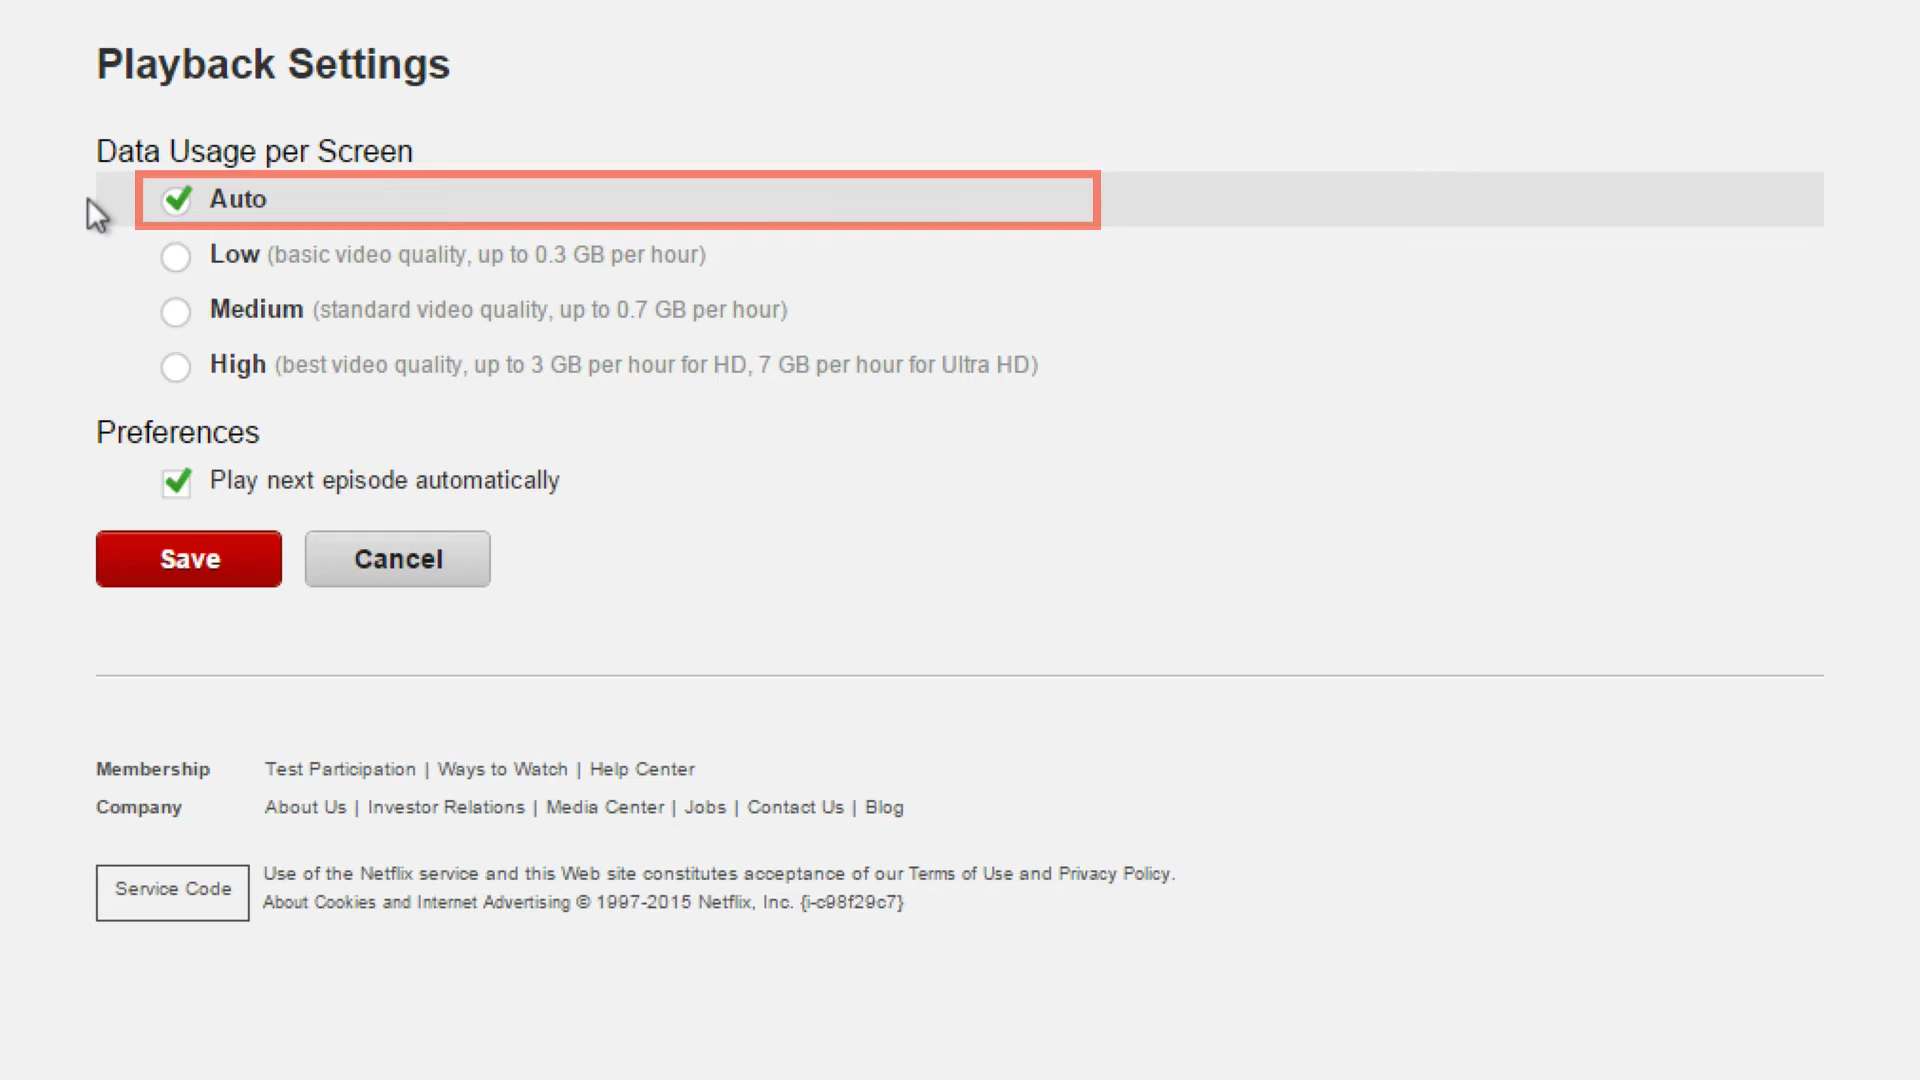 Playback Settings
Data Usage per Screen
Auto
Low (basic video quality, up to 0.3 GB per hour)
Medium (standard video quality, up to 0.7 GB per hour)
High (best video quality, up to 3 GB per hour for HD, 7 GB per hour for Ultra HD)
Preferences
Play next episode automatically
Save Cancel
Membership Test Participation | Ways to Watch | Help Center
Company About Us | Investor Relations | Media Center | Jobs | Contact Us | Blog
Service Code
Use of the Netflix service and this Web site constitutes acceptance of our Terms of Use and Privacy Policy.
About Cookies and Internet Advertising © 1997-2015 Netflix, Inc. {i-c98f29c7}